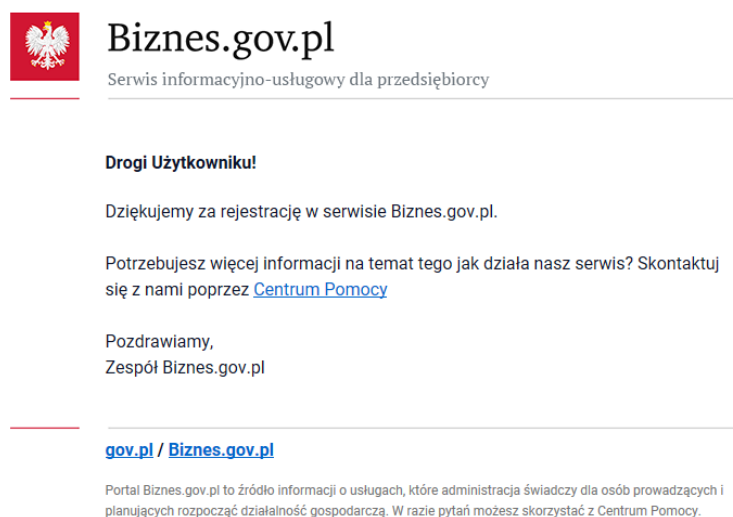 Biznes.gov.pl
Serwis informacyjno-usługowy dla przedsiębiorcy
Drogi Użytkowniku!
Dziękujemy za rejestrację w serwisie Biznes.gov.pl.
Potrzebujesz więcej informacji na temat tego jak działa nasz serwis? Skontaktuj
się z nami poprzez Centrum Pomocy
Pozdrawiamy,
Zespół Biznes.gov.pl
gov.pl / Biznes.gov.pl
Portal Biznes.gov.pl to źródło informacji o usługach, które administracja świadczy dla osób prowadzących i
planujących rozpocząć działalność gospodarczą. W razie pytań możesz skorzystać z Centrum Pomocy.